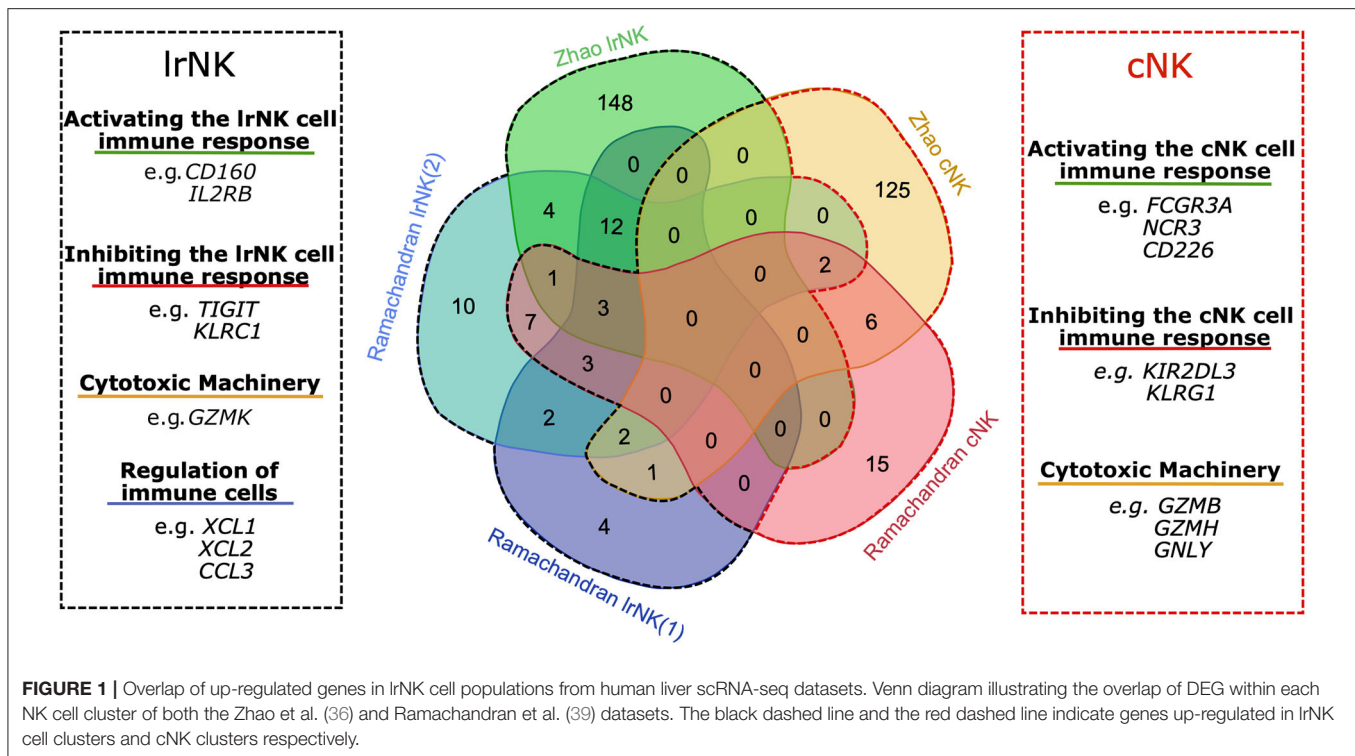 lrNK
Activating the lrNK cell
immune response
e.g. CD160
IL2RB
Inhibiting the lrNK cell
immune response
e.g. TIGIT
KLRC1
Cytotoxic Machinery
e.g. GZMK
Regulation of
immune cells
e.g. XCL1
XCL2
CCL3
Zhao lrNK
Zhao cNK
Ramachandran lrNK(2)
Ramachandran cNK
Ramachandran lrNK(1)
148
0
0
0
125
4
12
0
0
0
1
0
2
10
7
3
0
0
6
3
0
0
2
2
0
0
0
15
1
0
4
cNK
Activating the cNK cell
immune response
e.g. FCGR3A
NCR3
CD226
Inhibiting the cNK cell
immune response
e.g. KIR2DL3
KLRG1
Cytotoxic Machinery
e.g. GZMB
GZMH
GNLY
FIGURE 1 | Overlap of up-regulated genes in lrNK cell populations from human liver scRNA-seq datasets. Venn diagram illustrating the overlap of DEG within each
NK cell cluster of both the Zhao et al. (36) and Ramachandran et al. (39) datasets. The black dashed line and the red dashed line indicate genes up-regulated in lrNK
cell clusters and cNK clusters respectively.